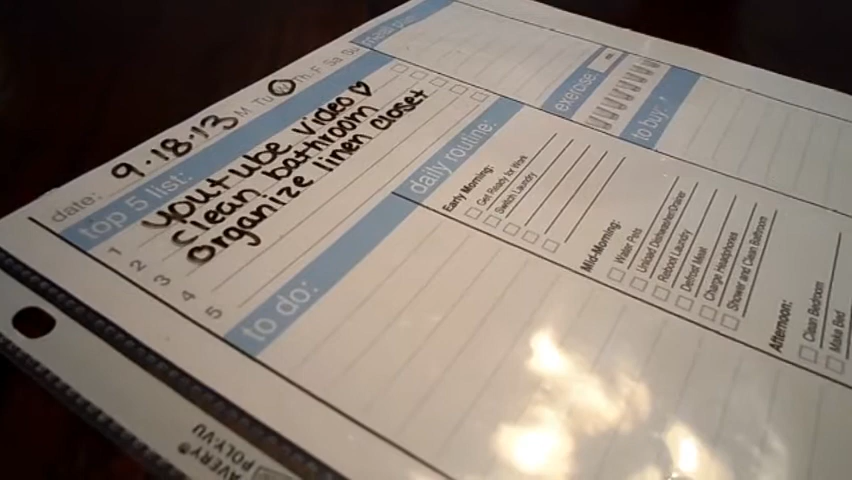 date: 9.18.13 M Tu W Th F Sa Su
top 5 list:
1 youtube video ♡
2 clean bathroom
3 organize linen closet
4
5
to do:
daily routine:
Early Morning:
Get Ready for Work
Switch Laundry
Mid-Morning:
Water Pets
Unload Dishwasher/Drainer
Reboot Laundry
Defrost Meat
Charge Headphones
Shower and Clean Bathroom
Afternoon:
Clean Bedroom
Make Bed
exercise:
to buy:
AVERY®
POLY-VU